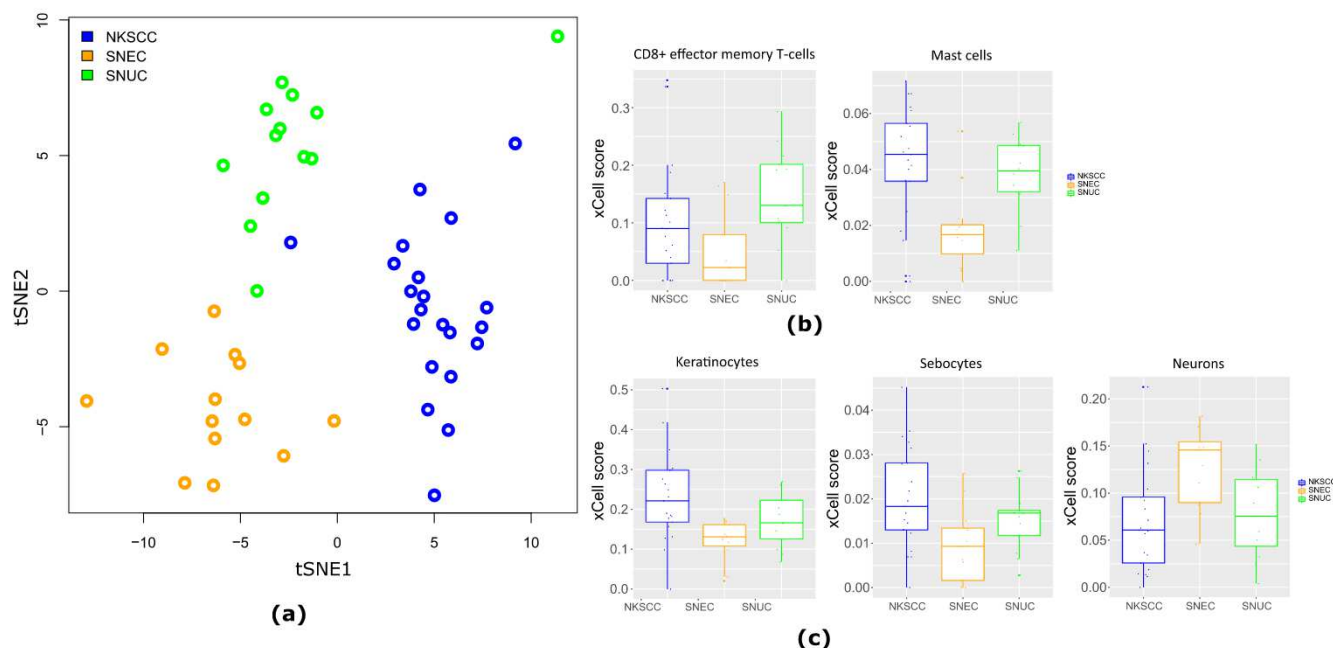 10
5
0
−5
−10
−5
0
5
10
tSNE1
tSNE2
NKSCC
SNEC
SNUC
(a)
CD8+ effector memory T-cells
0.3
0.2
0.1
0.0
xCell score
NKSCC
SNEC
SNUC
Mast cells
0.06
0.04
0.02
0.00
xCell score
NKSCC
SNEC
SNUC
NKSCC
SNEC
SNUC
(b)
Keratinocytes
0.5
0.4
0.3
0.2
0.1
0.0
xCell score
NKSCC
SNEC
SNUC
Sebocytes
0.04
0.03
0.02
0.01
0.00
xCell score
NKSCC
SNEC
SNUC
Neurons
0.20
0.15
0.10
0.05
0.00
xCell score
NKSCC
SNEC
SNUC
NKSCC
SNEC
SNUC
(c)